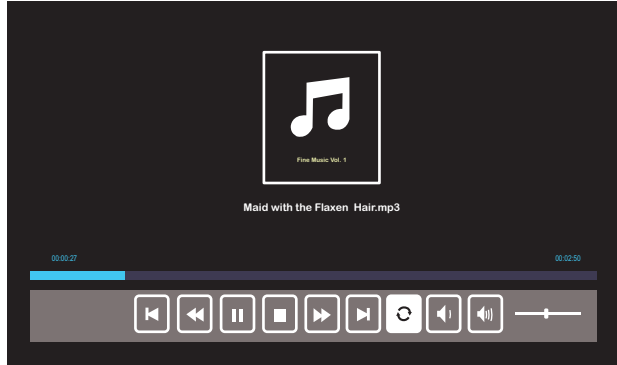 Fine Music Vol. 1
Maid with the Flaxen  Hair.mp3
00:00:27
00:02:50